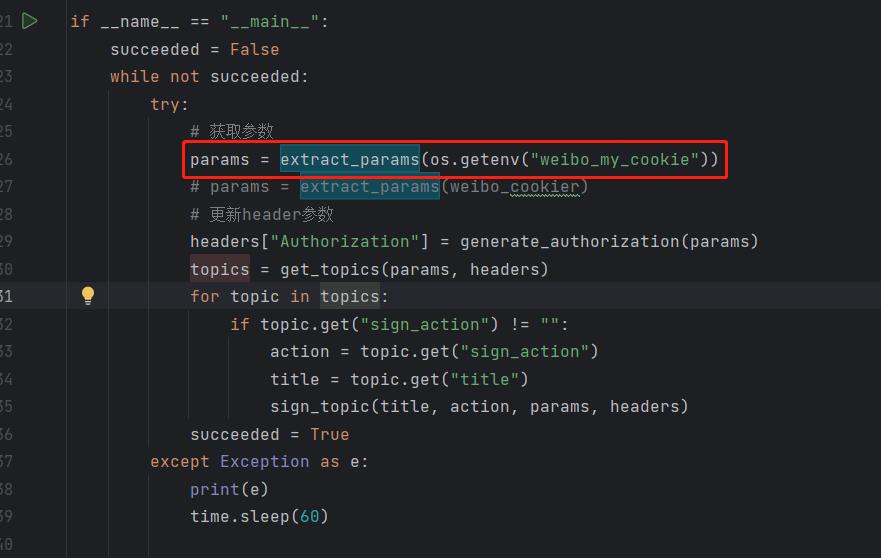 21 if __name__ == "__main__":
22 succeeded = False
23 while not succeeded:
24 try:
25 # 获取参数
26 params = extract_params(os.getenv("weibo_my_cookie"))
27 # params = extract_params(weibo_cookier)
28 # 更新header参数
29 headers["Authorization"] = generate_authorization(params)
30 topics = get_topics(params, headers)
31 for topic in topics:
32 if topic.get("sign_action") != "":
33 action = topic.get("sign_action")
34 title = topic.get("title")
35 sign_topic(title, action, params, headers)
36 succeeded = True
37 except Exception as e:
38 print(e)
39 time.sleep(60)
40